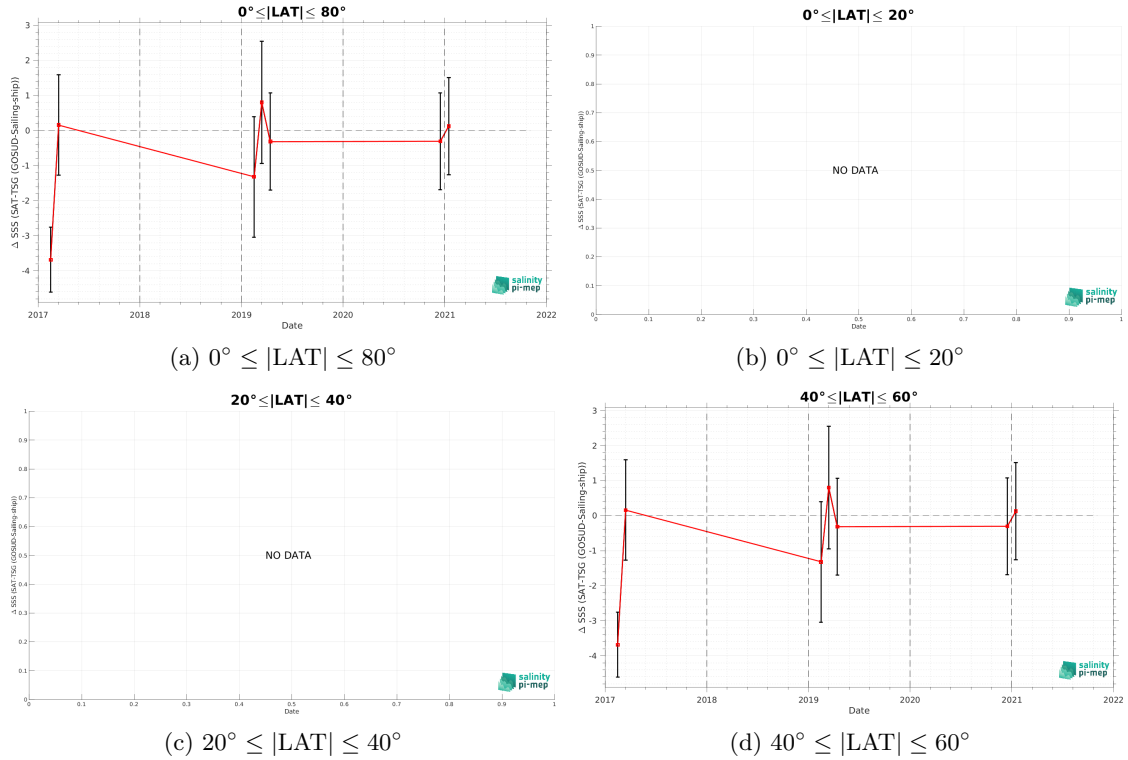 0°≤|LAT|≤ 80°
3
2
1
0
-1
-2
-3
-4
Δ SSS (SAT-TSG (GOSUD-Sailing-ship))
2017
2018
2019
2020
2021
2022
Date
salinity
pi-mep
(a) 0° ≤ |LAT| ≤ 80°
0°≤|LAT|≤ 20°
1
0.9
0.8
0.7
0.6
0.5
0.4
0.3
0.2
0.1
0
Δ SSS (SAT-TSG (GOSUD-Sailing-ship))
NO DATA
0
0.1
0.2
0.3
0.4
0.5
0.6
0.7
0.8
0.9
1
Date
salinity
pi-mep
(b) 0° ≤ |LAT| ≤ 20°
20°≤|LAT|≤ 40°
1
0.9
0.8
0.7
0.6
0.5
0.4
0.3
0.2
0.1
0
Δ SSS (SAT-TSG (GOSUD-Sailing-ship))
NO DATA
0
0.1
0.2
0.3
0.4
0.5
0.6
0.7
0.8
0.9
1
Date
salinity
pi-mep
(c) 20° ≤ |LAT| ≤ 40°
40°≤|LAT|≤ 60°
3
2
1
0
-1
-2
-3
-4
Δ SSS (SAT-TSG (GOSUD-Sailing-ship))
2017
2018
2019
2020
2021
2022
Date
salinity
pi-mep
(d) 40° ≤ |LAT| ≤ 60°